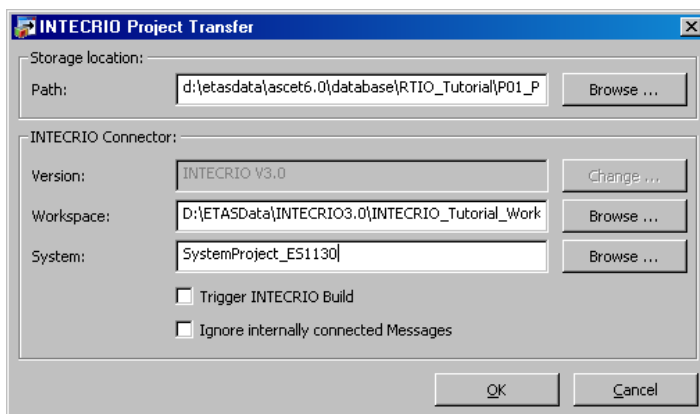 INTECRIO Project Transfer
Storage location:
Path: d:\etasdata\ascet6.0\database\RTIO_Tutorial\P01_P Browse ...
INTECRIO Connector:
Version: INTECRIO V3.0 Change ...
Workspace: D:\ETASData\INTECRIO3.0\INTECRIO_Tutorial_Work Browse ...
System: SystemProject_ES1130 Browse ...
Trigger INTECRIO Build
Ignore internally connected Messages
OK Cancel